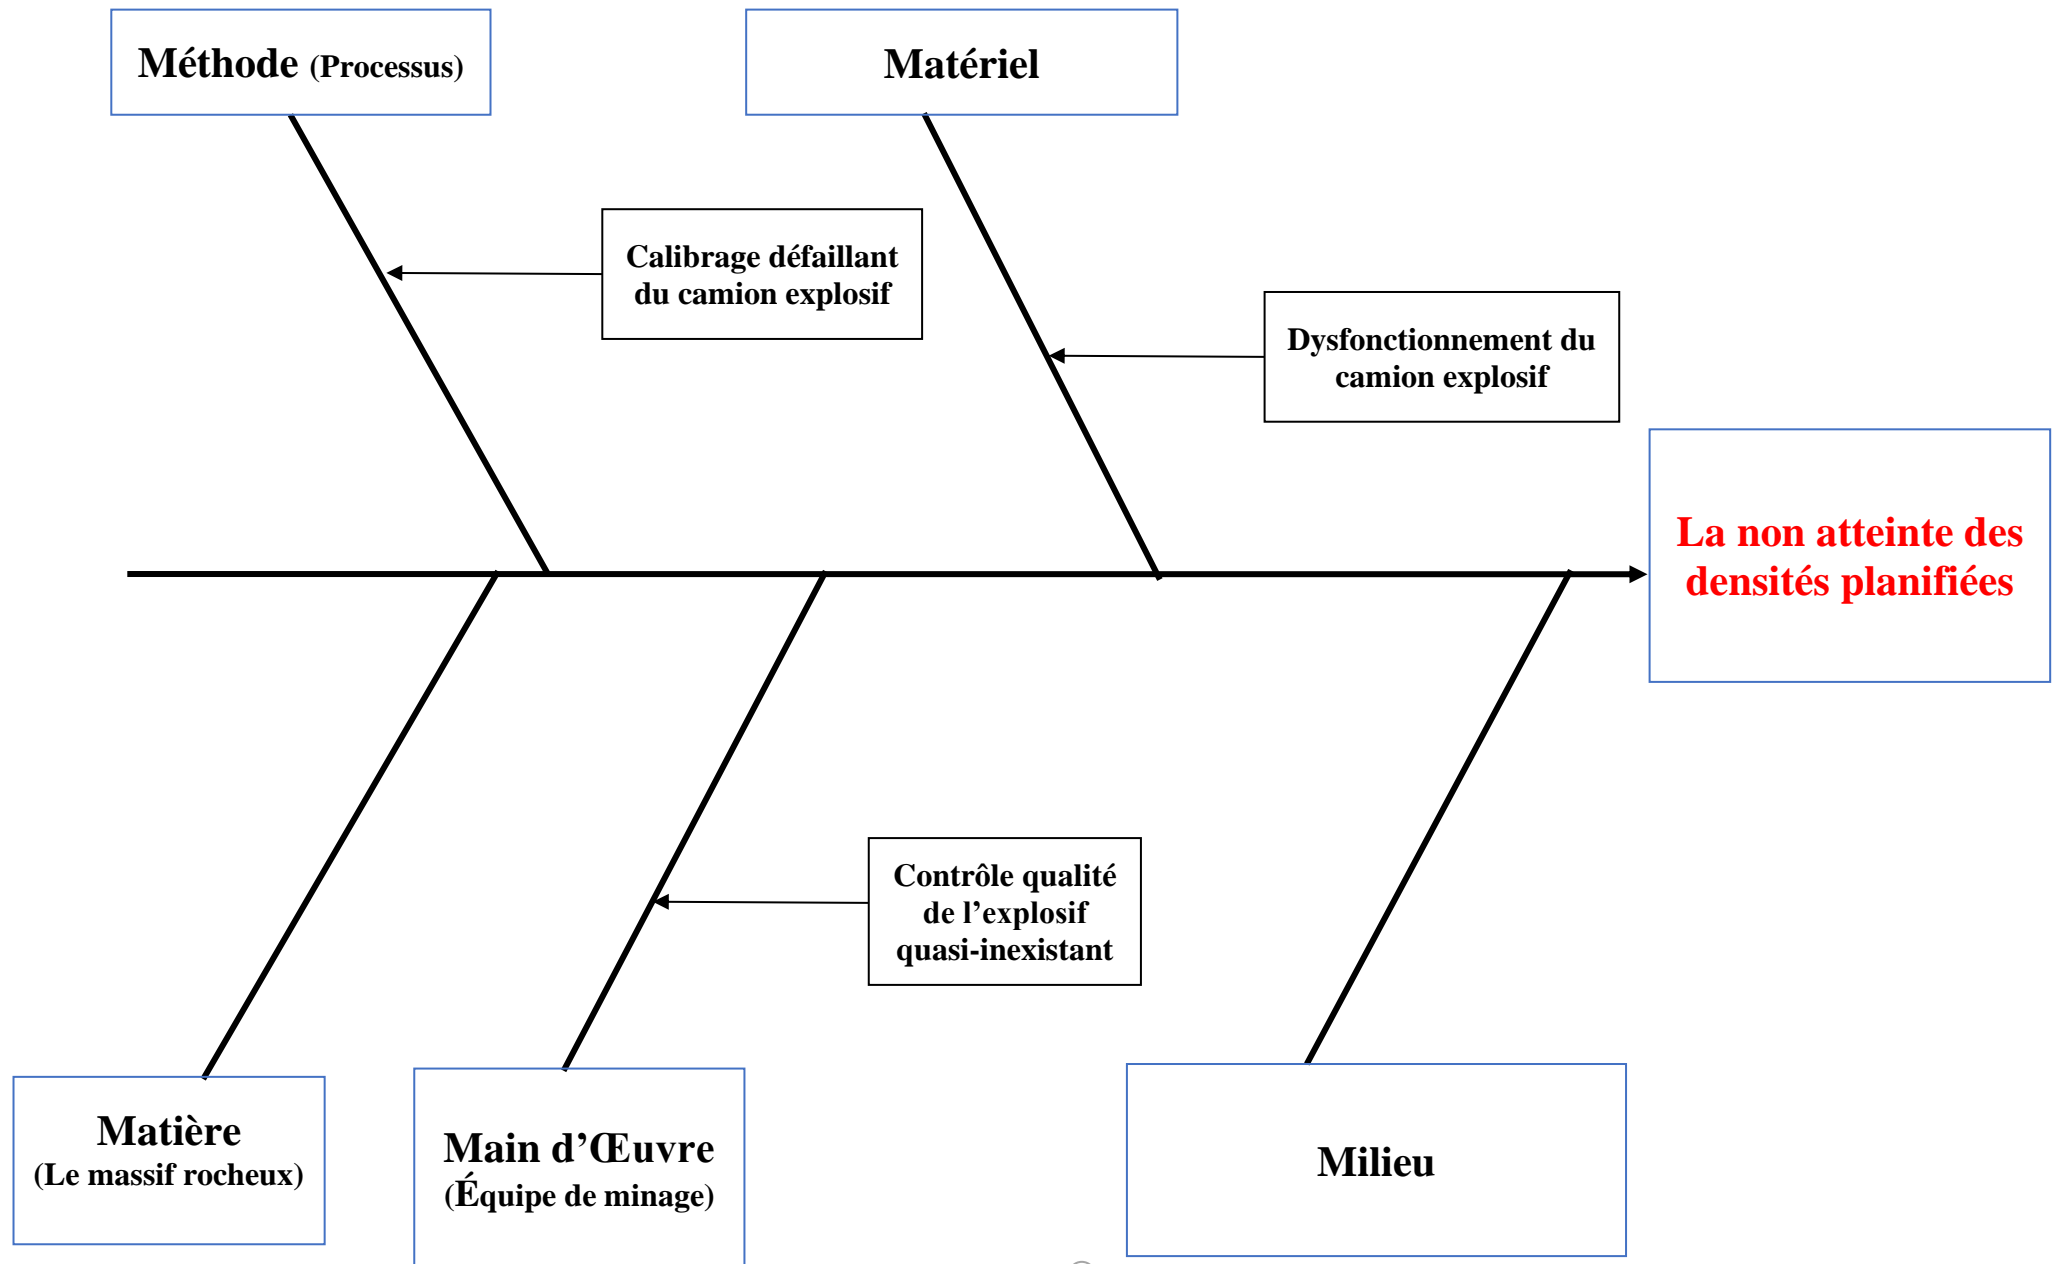 Méthode (Processus)
Matériel
Calibrage défaillant
du camion explosif
Dysfonctionnement du
camion explosif
La non atteinte des
densités planifiées
Contrôle qualité
de l’explosif
quasi-inexistant
Matière
(Le massif rocheux)
Main d’Œuvre
(Équipe de minage)
Milieu